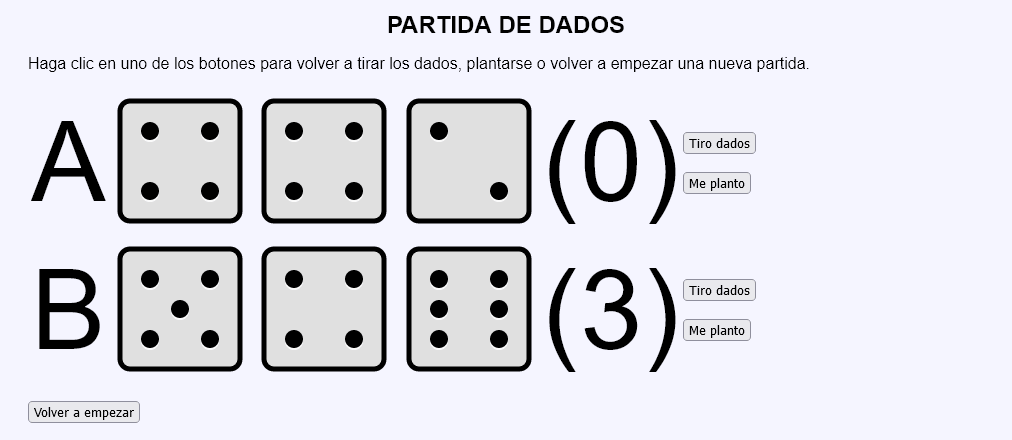 PARTIDA DE DADOS
Haga clic en uno de los botones para volver a tirar los dados, plantarse o volver a empezar una nueva partida.
A (0) Tiro dados
Me planto
B (3) Tiro dados
Me planto
Volver a empezar